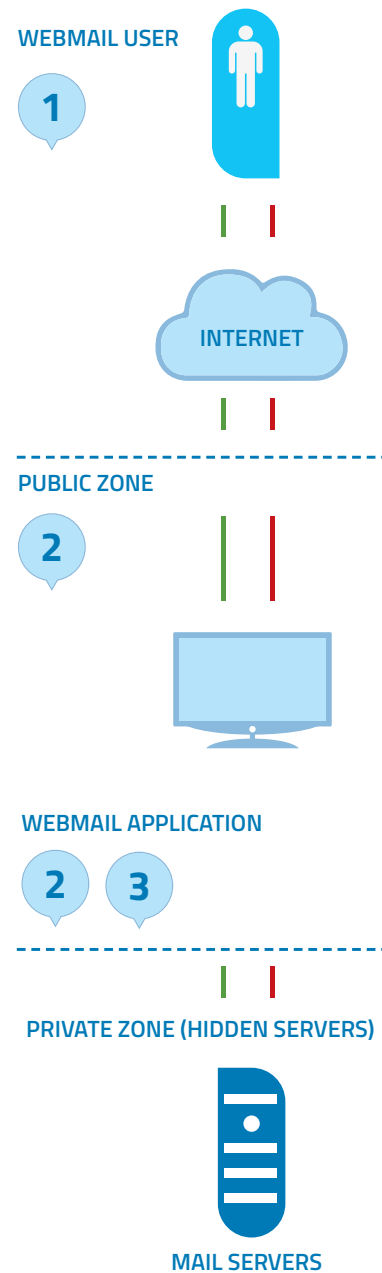 WEBMAIL USER
1
INTERNET
PUBLIC ZONE
2
WEBMAIL APPLICATION
2 3
PRIVATE ZONE (HIDDEN SERVERS)
MAIL SERVERS